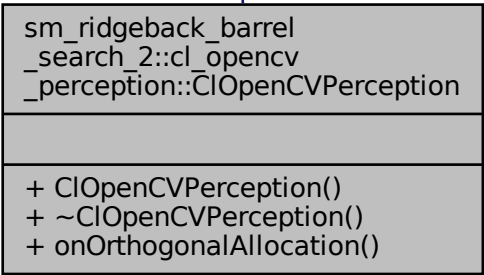 sm_ridgeback_barrel
_search_2::cl_opencv
_perception::ClOpenCVPerception
+ ClOpenCVPerception()
+ ~ClOpenCVPerception()
+ onOrthogonalAllocation()